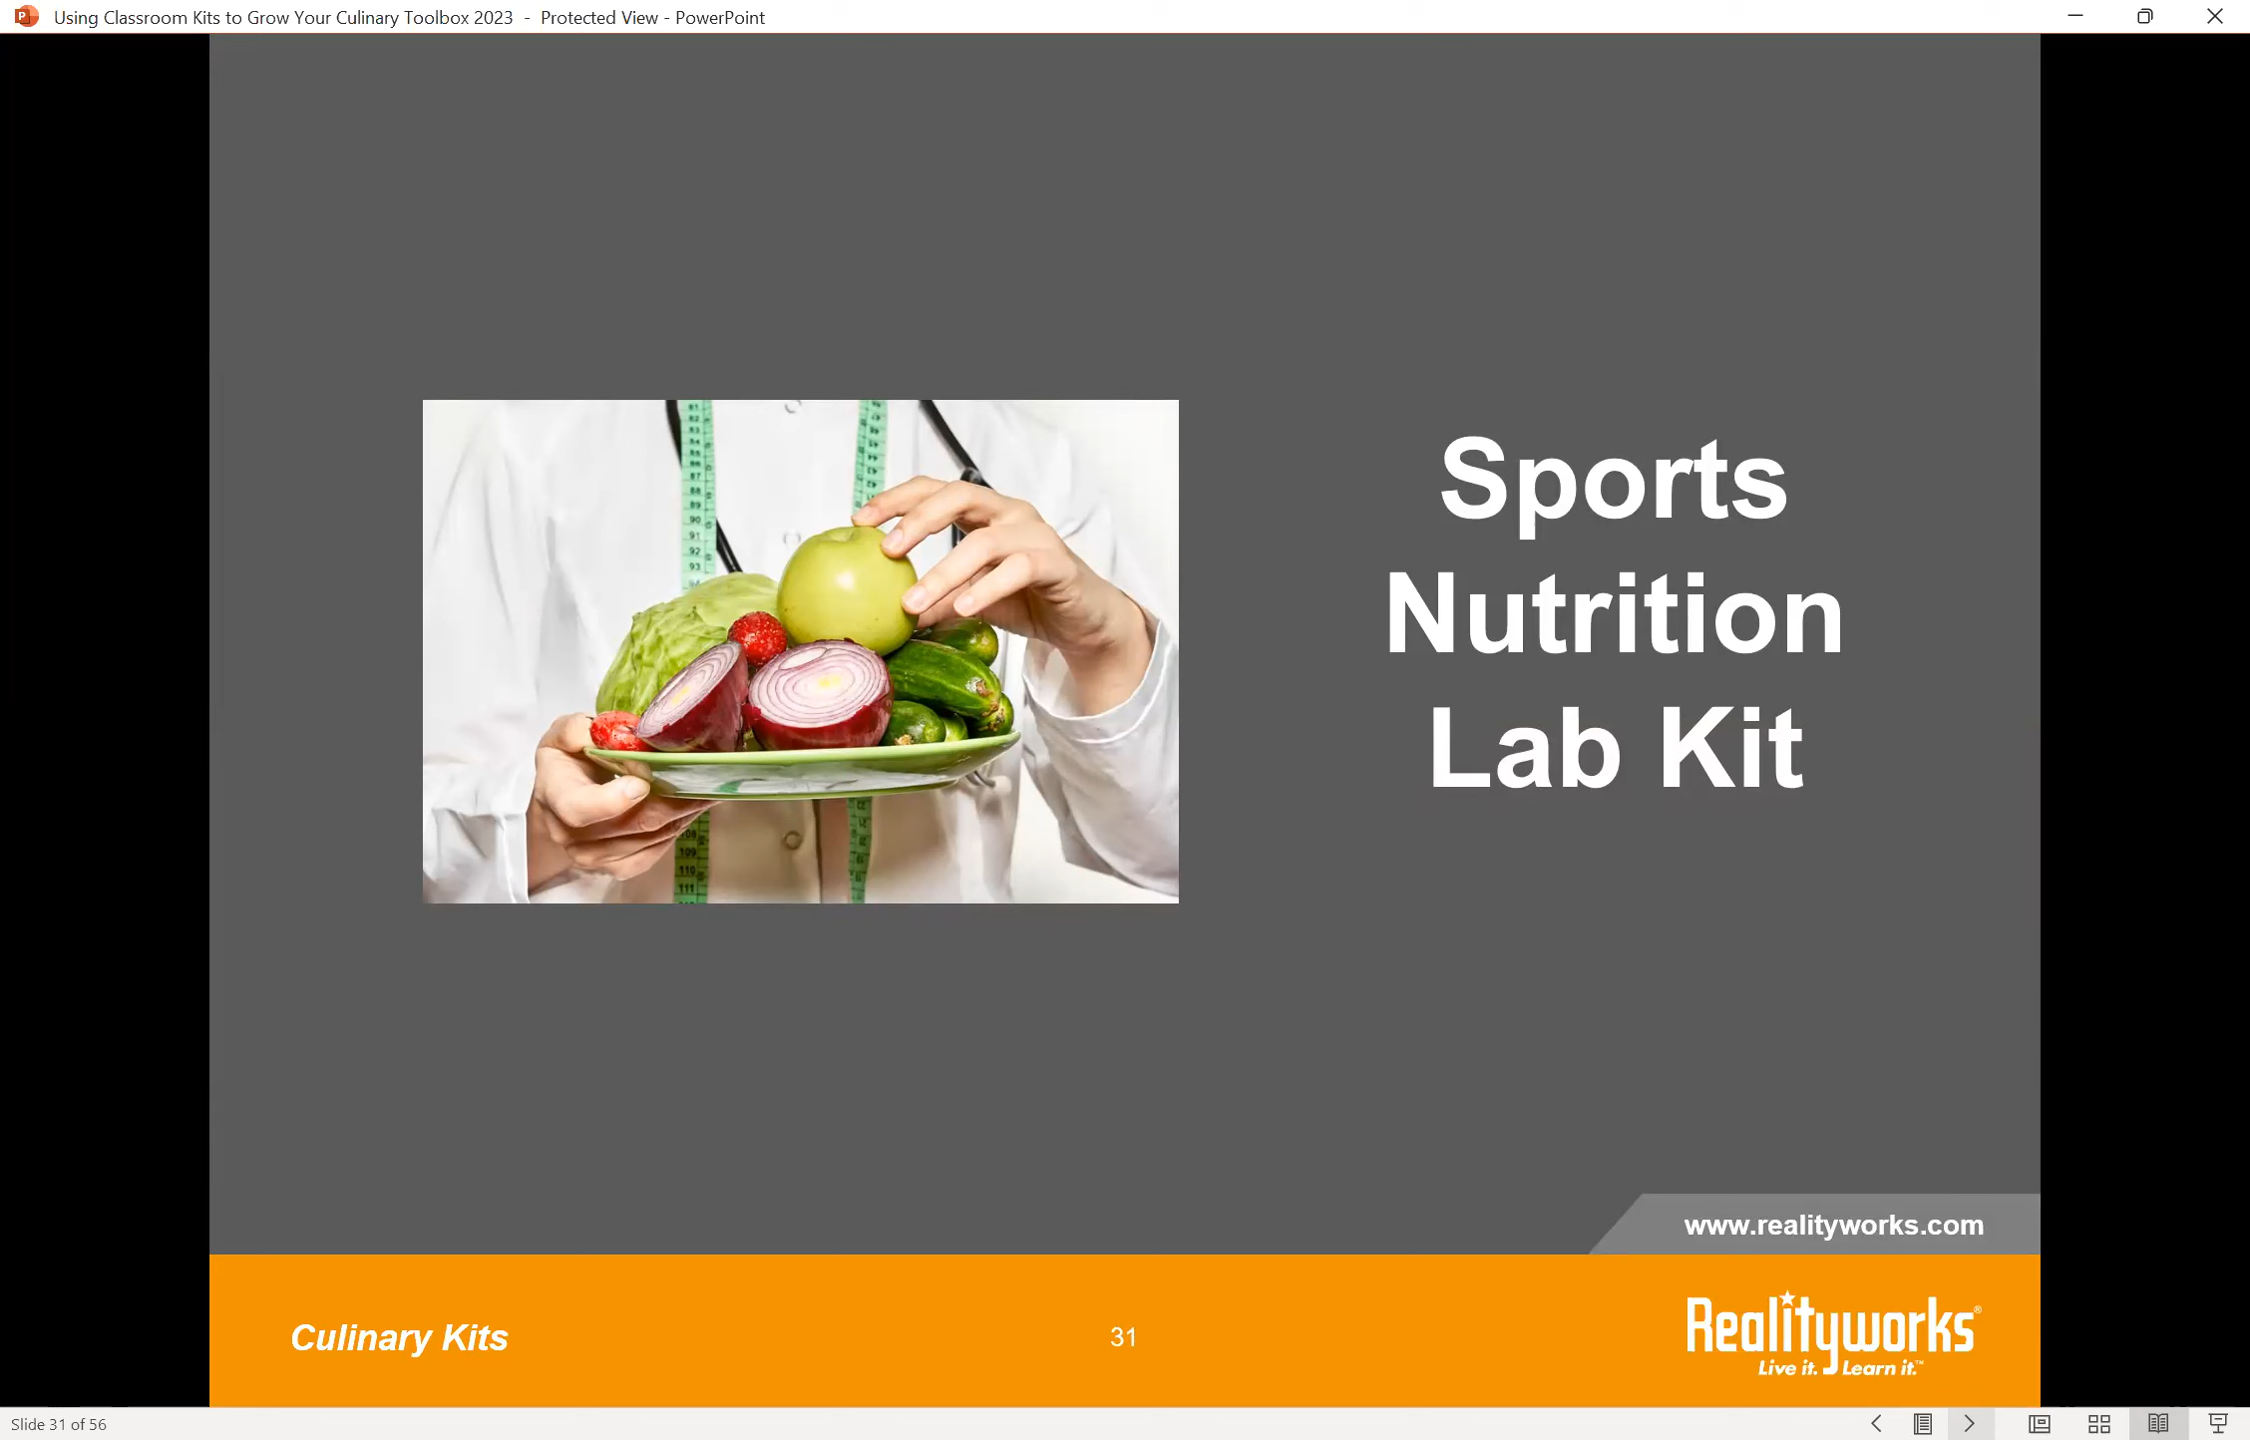 Using Classroom Kits to Grow Your Culinary Toolbox 2023 - Protected View - PowerPoint
Sports
Nutrition
Lab Kit
www.realityworks.com
Culinary Kits
31
Realityworks®
Live it. Learn it.™
Slide 31 of 56